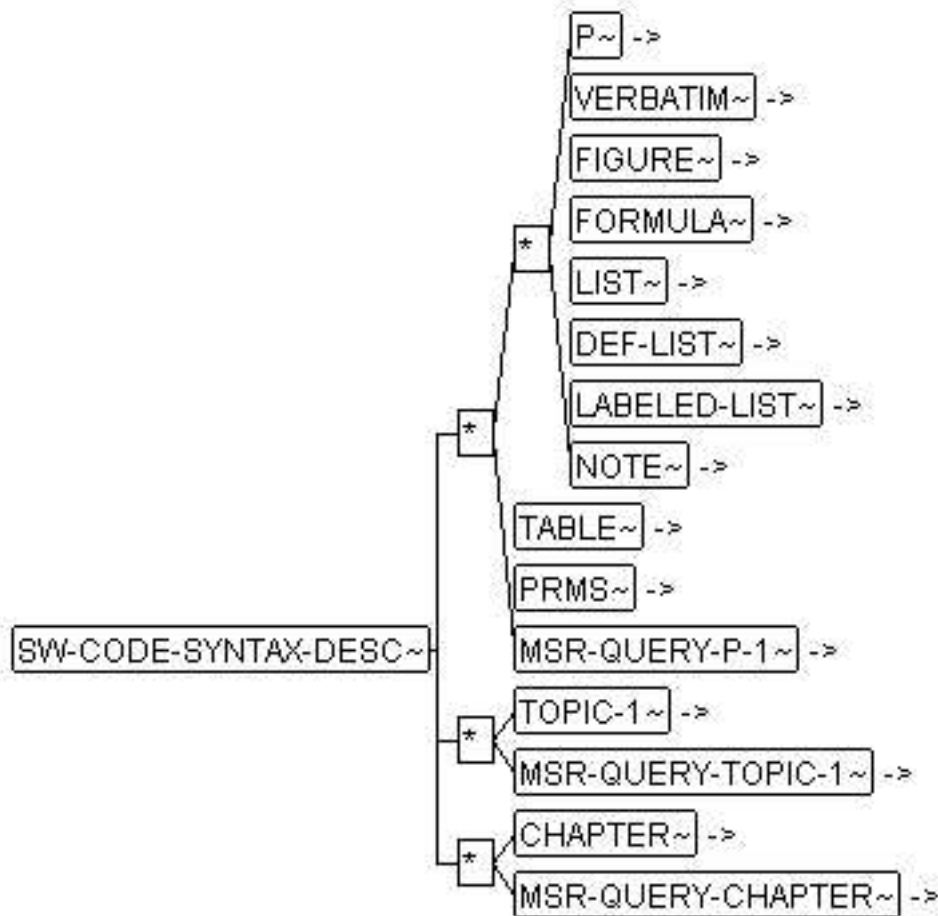 P~ ->
VERBATIM~ ->
FIGURE~ ->
FORMULA~ ->
*
LIST~ ->
DEF-LIST~ ->
LABELED-LIST~ ->
*
NOTE~ ->
TABLE~ ->
PRMS~ ->
SW-CODE-SYNTAX-DESC~
MSR-QUERY-P-1~ ->
TOPIC-1~ ->
*
MSR-QUERY-TOPIC-1~ ->
CHAPTER~ ->
*
MSR-QUERY-CHAPTER~ ->